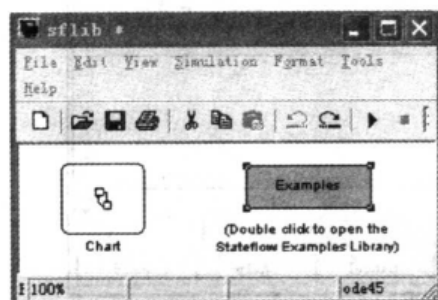 sflib *
File Edit View Simulation Format Tools
Help
Examples
Chart
(Double click to open the
Stateflow Examples Library)
100% ode45